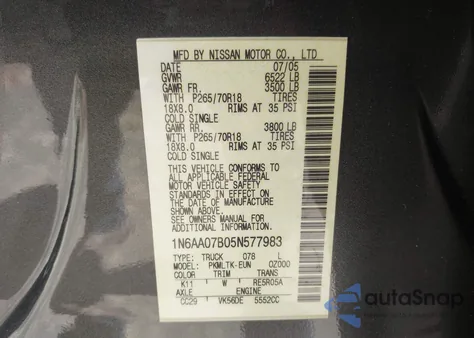 MFD BY NISSAN MOTOR CO., LTD
DATE 07/05
GVWR 6522 LB
GAWR FR. 3500 LB
WITH P265/70R18 TIRES
18X8.0 RIMS AT 35 PSI
COLD SINGLE
GAWR RR. 3800 LB
WITH P265/70R18 TIRES
18X8.0 RIMS AT 35 PSI
COLD SINGLE
THIS VEHICLE CONFORMS TO
ALL APPLICABLE FEDERAL
MOTOR VEHICLE SAFETY
STANDARDS IN EFFECT ON
THE DATE OF MANUFACTURE
SHOWN ABOVE.
SEE OWNERS MANUAL FOR
ADDITIONAL INFORMATION
1N6AA07B05N577983
TYPE: TRUCK 078 L
MODEL: PKMLTK-EUN 0Z000
COLOR TRIM TRANS
K11 W RE5R05A
AXLE ENGINE
CC29 VK56DE 5552CC
autoSnap